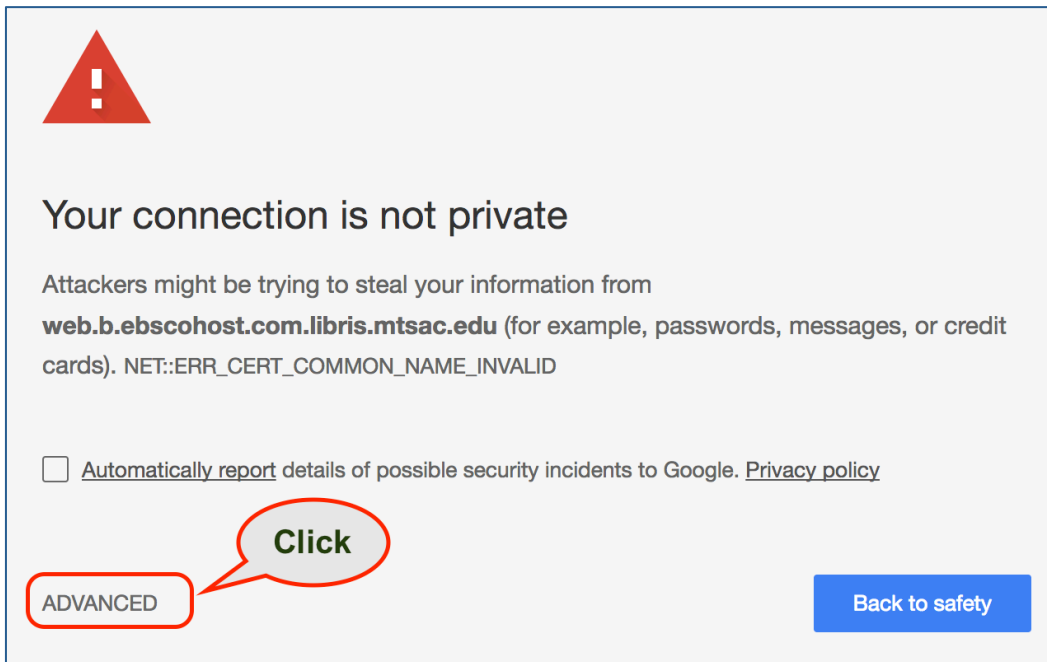 Your connection is not private
Attackers might be trying to steal your information from
web.b.ebscohost.com.libris.mtsac.edu (for example, passwords, messages, or credit
cards). NET::ERR_CERT_COMMON_NAME_INVALID
Automatically report details of possible security incidents to Google. Privacy policy
Click
ADVANCED
Back to safety